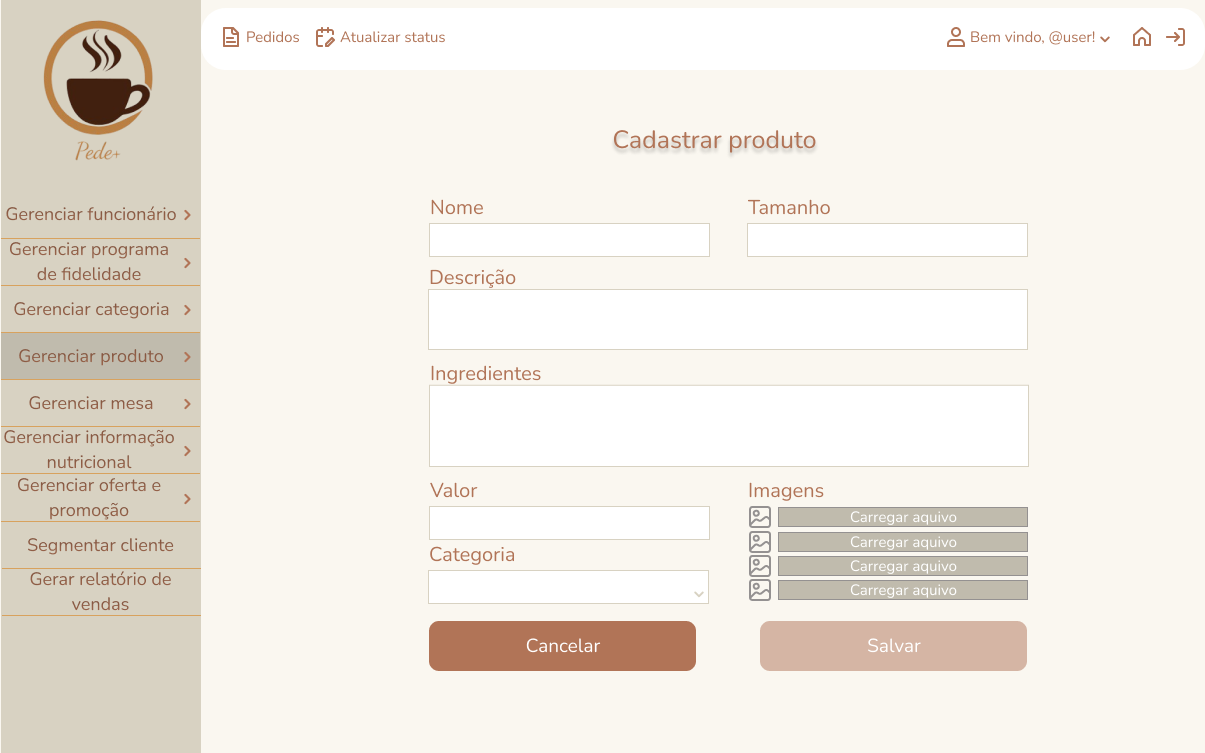 Pede+
Pedidos
Atualizar status
Bem vindo, @user!
Gerenciar funcionário
Gerenciar programa
de fidelidade
Gerenciar categoria
Gerenciar produto
Gerenciar mesa
Gerenciar informação
nutricional
Gerenciar oferta e
promoção
Segmentar cliente
Gerar relatório de
vendas
Cadastrar produto
Nome
Tamanho
Descrição
Ingredientes
Valor
Imagens
Carregar aquivo
Carregar aquivo
Carregar aquivo
Carregar aquivo
Categoria
Cancelar
Salvar